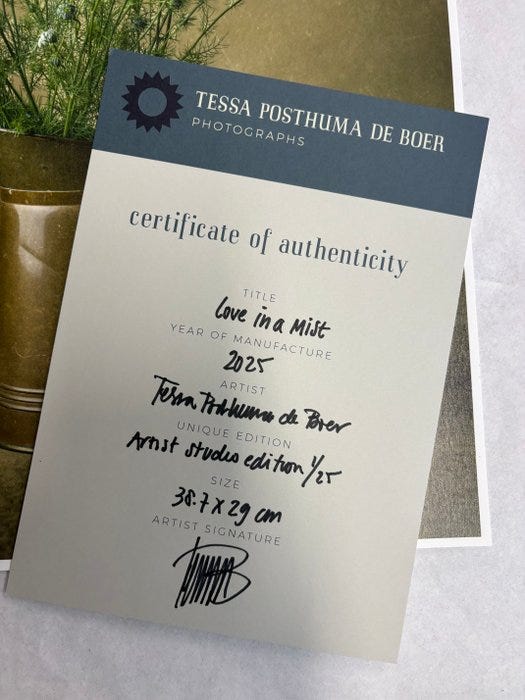 TESSA POSTHUMA DE BOER
PHOTOGRAPHS
certificate of authenticity
TITLE
Love in a Mist
YEAR OF MANUFACTURE
2025
ARTIST
Tessa Posthuma de Boer
UNIQUE EDITION
Artist studio edition 1/25
SIZE
38.7 x 29 cm
ARTIST SIGNATURE